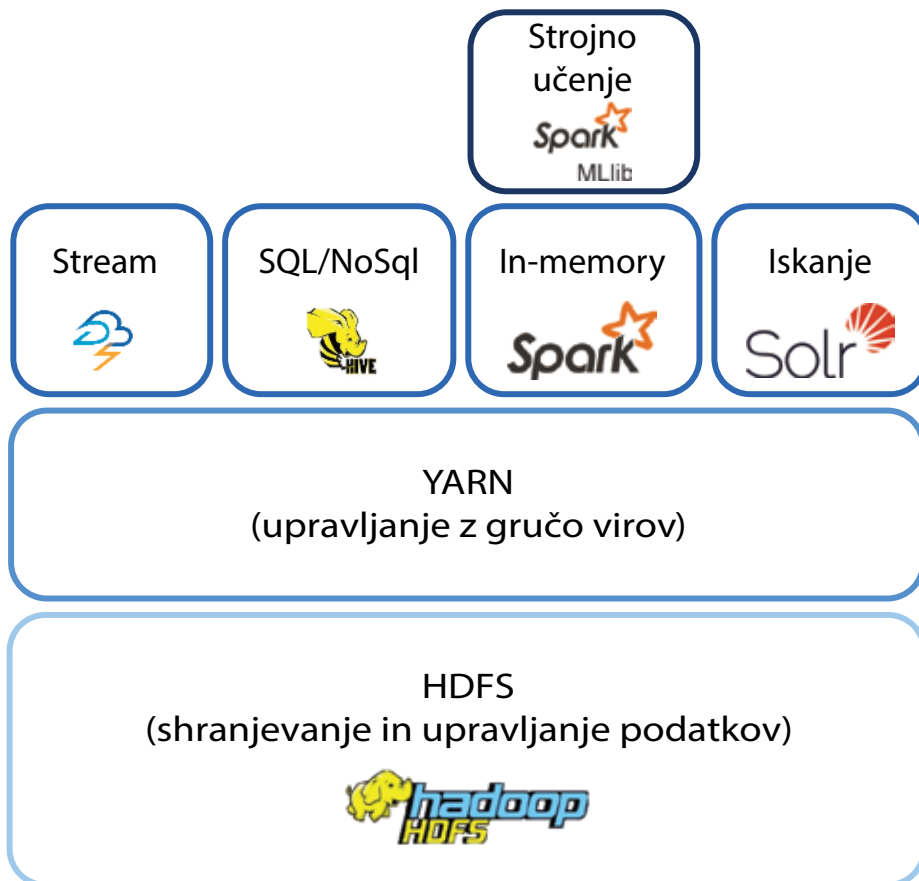 Strojno
učenje
Spark
MLlib
Stream
SQL/NoSql
In-memory
Iskanje
HIVE
Spark
Solr
YARN
(upravljanje z gručo virov)
HDFS
(shranjevanje in upravljanje podatkov)
hadoop
HDFS